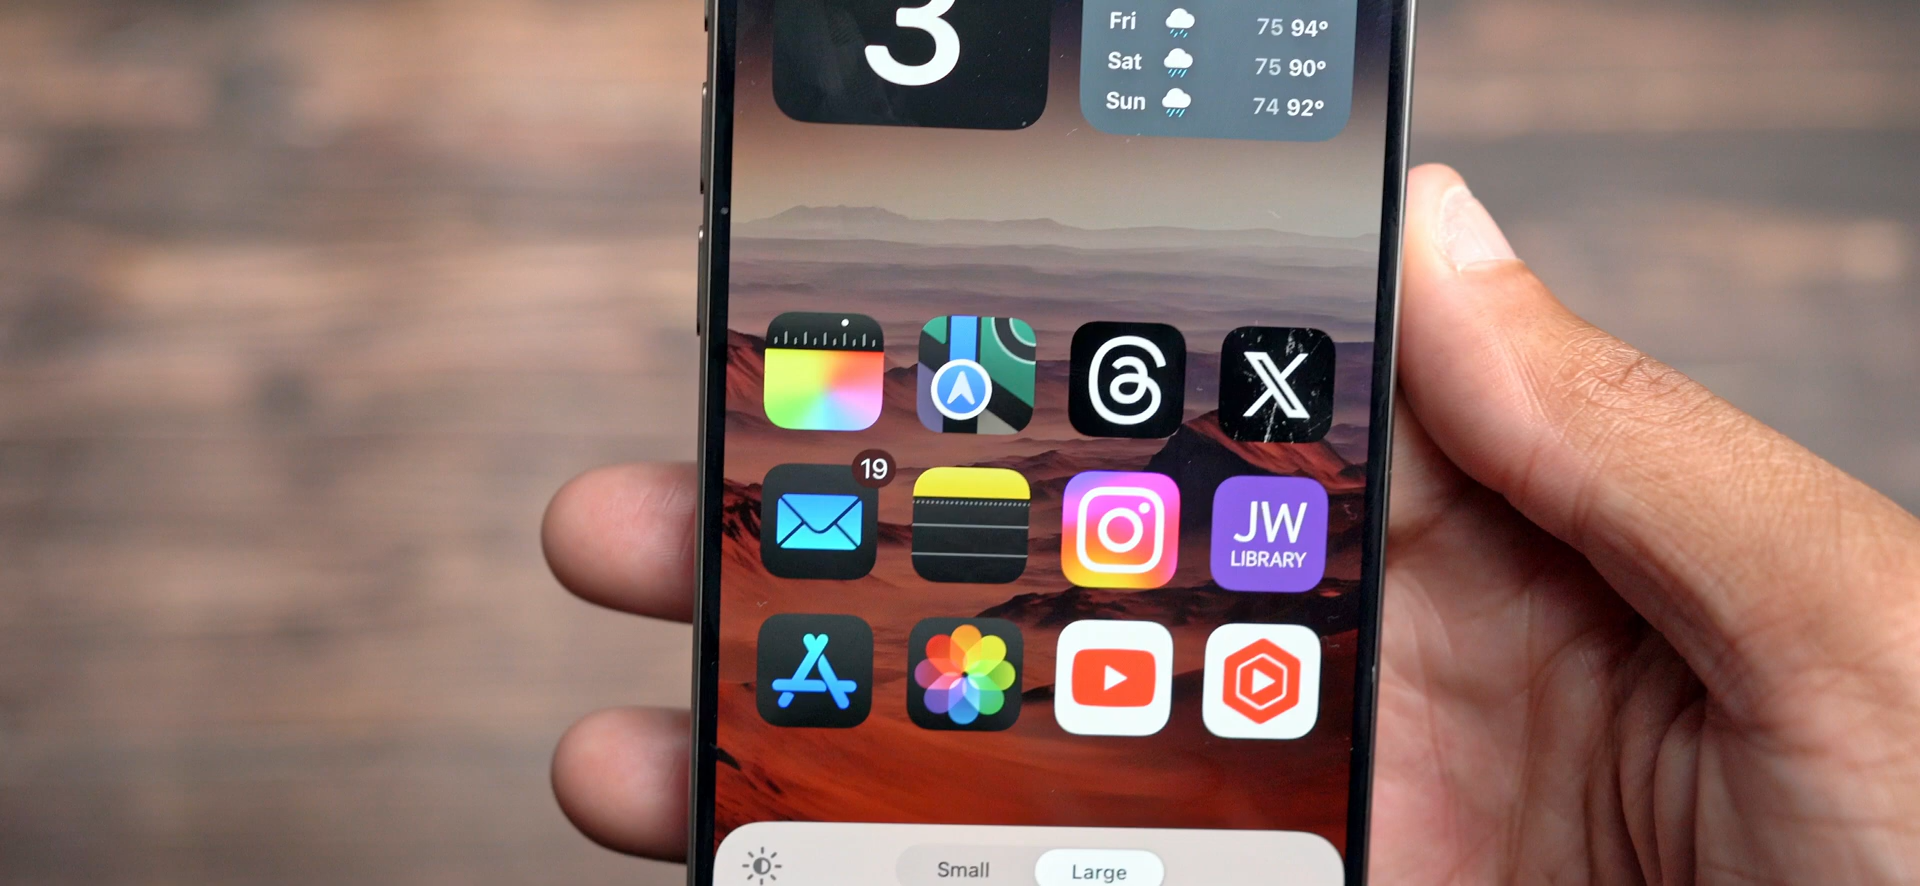 3
Fri 75 94°
Sat 75 90°
Sun 74 92°
X
19
JW
LIBRARY
Small Large